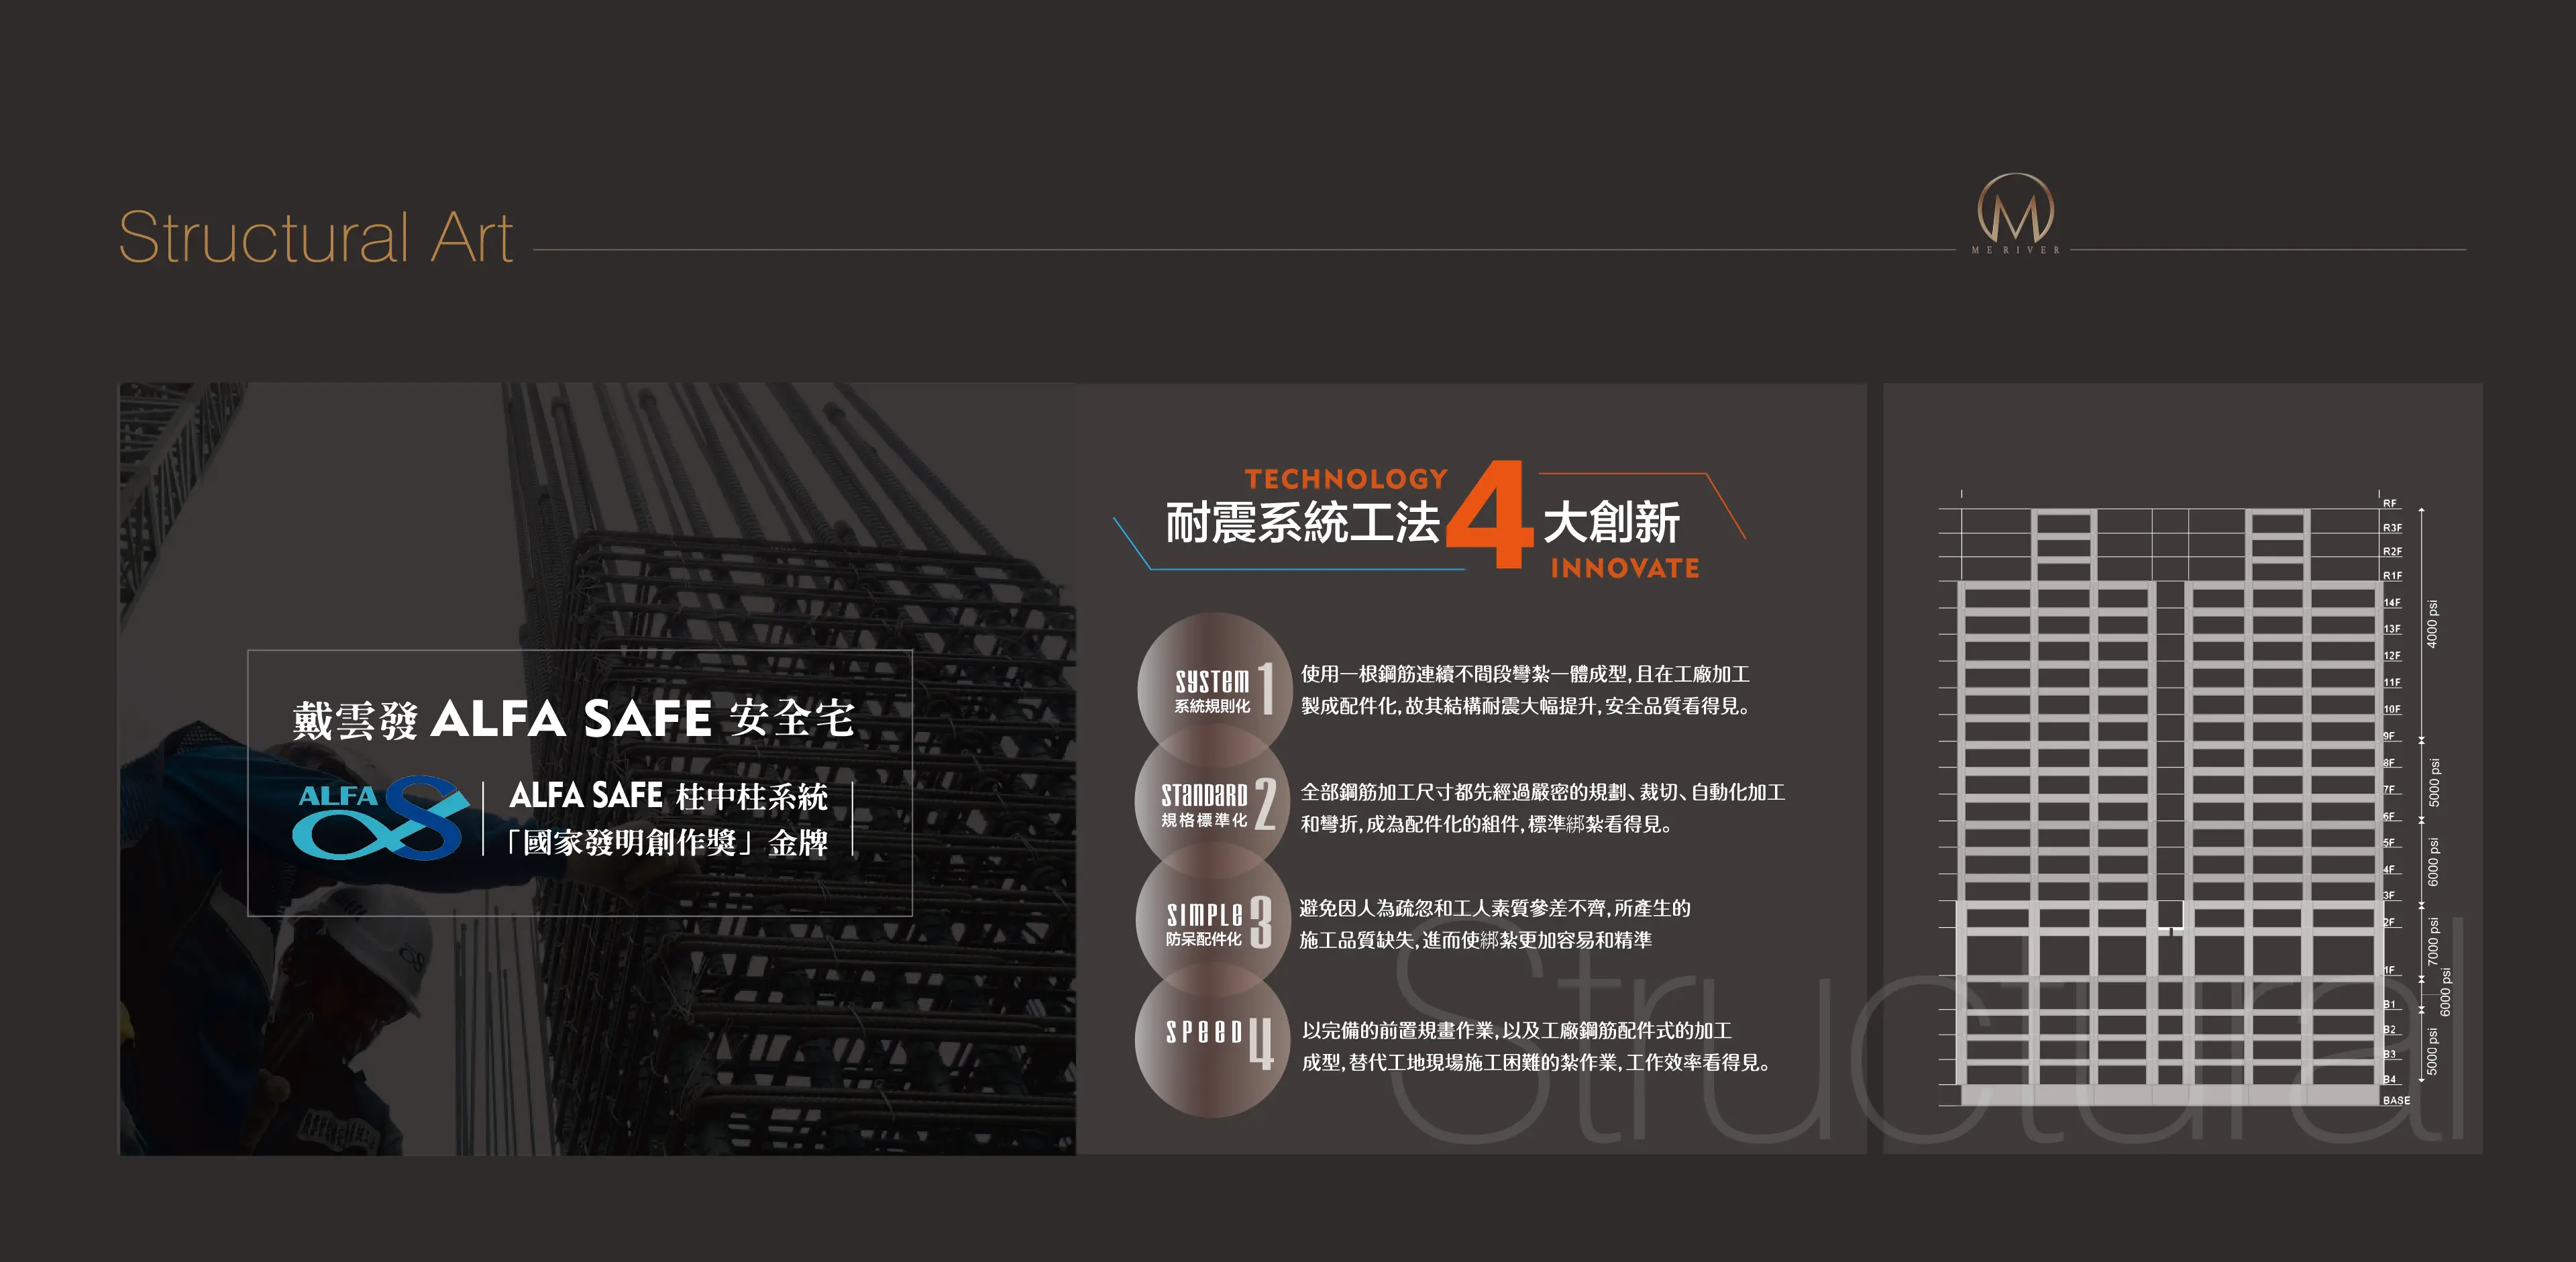 Structural Art
MERIVER
戴雲發 ALFA SAFE 安全宅
ALFA
ALFA SAFE 柱中柱系統
「國家發明創作獎」金牌
TECHNOLOGY
耐震系統工法4大創新
INNOVATE
SYSTEM 1
系統規則化
使用一根鋼筋連續不間段彎紮一體成型,且在工廠加工
製成配件化,故其結構耐震大幅提升,安全品質看得見。
STANDARD 2
規格標準化
全部鋼筋加工尺寸都先經過嚴密的規劃、裁切、自動化加工
和彎折,成為配件化的組件,標準綁紮看得見。
SIMPLE 3
防呆配件化
避免因人為疏忽和工人素質參差不齊,所產生的
施工品質缺失,進而使綁紮更加容易和精準
SPEED 4
以完備的前置規畫作業,以及工廠鋼筋配件式的加工
成型,替代工地現場施工困難的紮作業,工作效率看得見。
Structural
RF
R3F
R2F
R1F
14F
13F
12F
11F
10F
9F
8F
7F
6F
5F
4F
3F
2F
1F
B1
B2
B3
B4
BASE
4000 psi
5000 psi
6000 psi
7000 psi
6000 psi
5000 psi